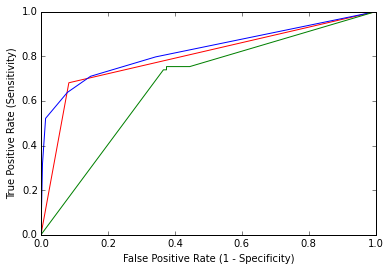 1.0
0.8
0.6
0.4
0.2
0.0
True Positive Rate (Sensitivity)
0.0 0.2 0.4 0.6 0.8 1.0
False Positive Rate (1 - Specificity)